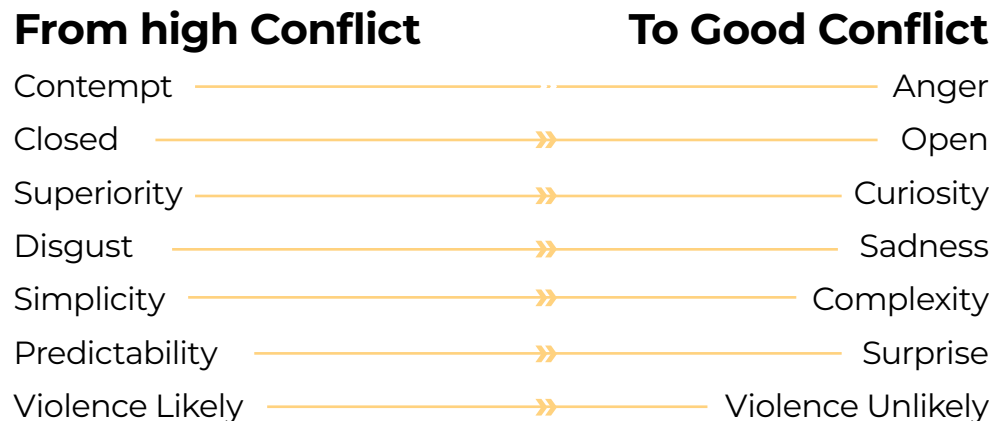 From high Conflict To Good Conflict
Contempt Anger
Closed Open
Superiority Curiosity
Disgust Sadness
Simplicity Complexity
Predictability Surprise
Violence Likely Violence Unlikely